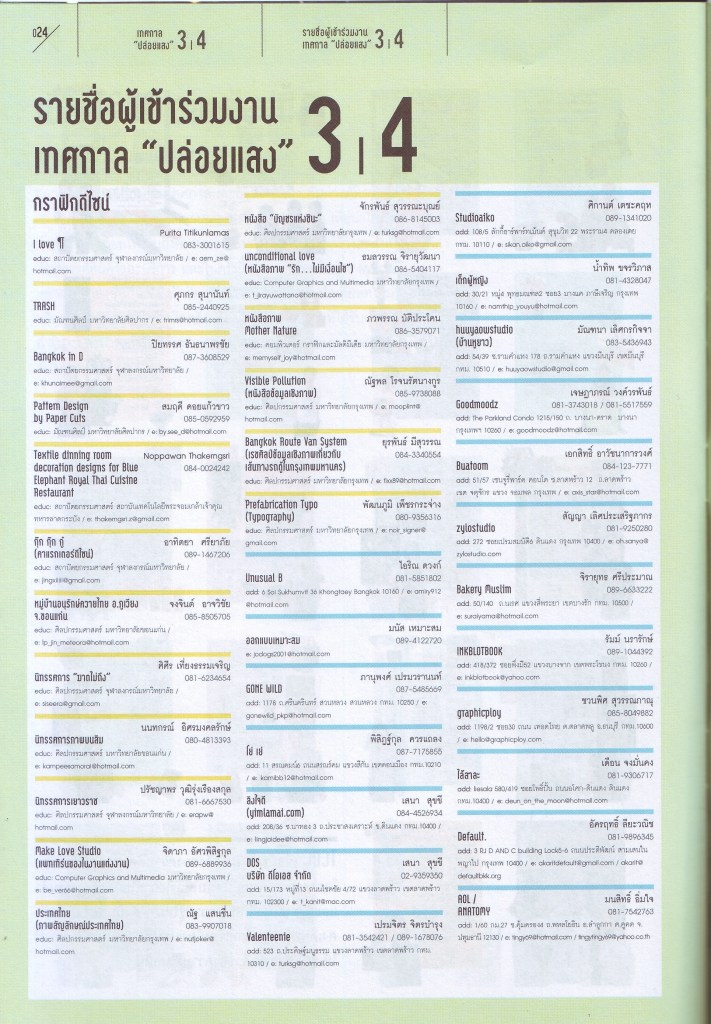 024
เทศกาล
"ปล่อยแสง" 3 | 4
รายชื่อผู้เข้าร่วมงาน
เทศกาล "ปล่อยแสง" 3 | 4
รายชื่อผู้เข้าร่วมงาน
เทศกาล "ปล่อยแสง" 3 | 4
กราฟิกดีไซน์
Purita Titikunlamas
I love ¶ 083-3001615
educ: สถาปัตยกรรมศาสตร์ จุฬาลงกรณ์มหาวิทยาลัย / e: aem_ze@
hotmail.com
ศุภกร สุนานันท์
TRASH 085-2440925
educ: มัณฑนศิลป์ มหาวิทยาลัยศิลปากร / e: trimis@hotmail.com
ปิยทรรศ อันธนาพรชัย
Bangkok in D 087-3608529
educ: สถาปัตยกรรมศาสตร์ จุฬาลงกรณ์มหาวิทยาลัย /
e: khunaimee@gmail.com
Pattern Design สมฤดี ดอยแก้วขาว
by Paper Cuts 085-0592959
educ: มัณฑนศิลป์ มหาวิทยาลัยศิลปากร / e: by.see_d@hotmail.com
Textile dinning room Noppawan Thakerngsri
decoration designs for Blue 084-0024242
Elephant Royal Thai Cuisine
Restaurant
educ: สถาปัตยกรรมศาสตร์ สถาบันเทคโนโลยีพระจอมเกล้าเจ้าคุณ
ทหารลาดกระบัง / e: thakerngsri.r@gmail.com
กุ๊ก กุ๊ก กู๋ อาทิตยา ศรียาภัย
(คาแรกเตอร์ดีไซน์) 089-1467206
educ: สถาปัตยกรรมศาสตร์ จุฬาลงกรณ์มหาวิทยาลัย /
e: jingxiiii@gmail.com
หมู่บ้านอนุรักษ์ควายไทย อ.ภูเวียง จงจินต์ อาจวิชัย
จ.ขอนแก่น 085-8505705
educ: ศิลปกรรมศาสตร์ มหาวิทยาลัยขอนแก่น /
e: lp_jin_meteora@hotmail.com
ศิศีร เที่ยงธรรมเจริญ
นิทรรศการ "มาดไม่ถึง" 081-6234654
educ: ศิลปกรรมศาสตร์ จุฬาลงกรณ์มหาวิทยาลัย /
e: siseera@gmail.com
นนทกรณ์ อิศรมงคลรักษ์
นิทรรศการภาพบนสิม 080-4813393
educ: ศิลปกรรมศาสตร์ มหาวิทยาลัยขอนแก่น /
e: kampeesamorai@hotmail.com
ปรัชญาพร วุฒิรุ่งเรืองสกุล
นิทรรศการเยาวราช 081-6667530
educ: ศิลปกรรมศาสตร์ จุฬาลงกรณ์มหาวิทยาลัย / e: erapw@
hotmail.com
Make Love Studio จิดาภา อัศวพิสิฐกุล
(แพทเทิร์นของในงานแต่งงาน) 089-6889936
educ: Computer Graphics and Multimedia มหาวิทยาลัยกรุงเทพ /
e: be_ver66@hotmail.com
ประเทศไทย ณัฐ แสนชื่น
(ภาพสัญลักษณ์ประเทศไทย) 083-9907018
educ: ศิลปกรรมศาสตร์ มหาวิทยาลัยกรุงเทพ / e: nutjoker@
hotmail.com
จักรพันธ์ สุวรรณะบุณย์
หนังสือ "บัญชรแห่งชีนะ" 086-8145003
educ: ศิลปกรรมศาสตร์ มหาวิทยาลัยกรุงเทพ / e: turksg@hotmail.com
unconditional love ธมลวรรณ จิรายุวัฒนา
(หนังสือภาพ "รัก...ไม่มีเงื่อนไข") 086-5404117
educ: Computer Graphics and Multimedia มหาวิทยาลัยกรุงเทพ /
e: t_jirayuwattana@hotmail.com
หนังสือภาพ ภวพรรณ บัติประโคน
Mother Nature 086-3579071
educ: คอมพิวเตอร์ กราฟิกและมัลติมีเดีย มหาวิทยาลัยกรุงเทพ /
e: memyself_joy@hotmail.com
Visible Pollution ณัฐพล โรจนรัตนางกูร
(หนังสือข้อมูลเชิงภาพ) 085-9738088
educ: ศิลปกรรมศาสตร์ มหาวิทยาลัยกรุงเทพ / e: mooplint@
hotmail.com
Bangkok Route Van System ยุรพันธ์ มีสุวรรณ
(เรขศิลป์ข้อมูลเชิงภาพเกี่ยวกับ 084-3340554
เส้นทางรถตู้ในกรุงเทพมหานคร)
educ: ศิลปกรรมศาสตร์ มหาวิทยาลัยกรุงเทพ / e: fixx89@hotmail.com
Prefabrication Typo พัฒนภูมิ เพ็ชรกระจ่าง
(Typography) 080-9356316
educ: ศิลปกรรมศาสตร์ มหาวิทยาลัยกรุงเทพ / e: noir_signer@
gmail.com
ไอริณ ดวงก์
Unusual B 081-5851802
add: 6 Soi Sukhumvit 36 Khongtoey Bangkok 10160 / e: amity912
@hotmail.com
มนัส เหมาะสม
ออกแบบเหมาะสม 089-4122720
e: jodogs2001@hotmail.com
ภานุพงศ์ เปรมวรานนท์
GONE WILD 087-5485669
add: 1176 ถ.ศรีนครินทร์ สวนหลวง สวนหลวง กทม. 10250 / e:
gonewild_pkp@hotmail.com
พิสิฎฐ์กุล ควรแถลง
โย่ เย่ 087-7175855
add: 11 สรณคมน์6 ถนนสรณ์คม แขวงสีกัน เขตดอนเมือง กทม.10210
/ e: komibb12@hotmail.com
ยิ้มไง เสนา สุขขี
(yimlamai.com) 084-4526934
add: 208/36 ซ.นาทอง 3 ถ.ประชาสงเคราะห์ ข.ดินแดง กทม.10400 /
e: lingjaidee@hotmail.com
DOS เสนา สุขขี
บริษัท ดีโอเอส จำกัด 02-9359350
add: 15/173 หมู่ที่13 ถนนโชคชัย 4/72 แขวงลาดพร้าว เขตลาดพร้าว
กทม. 102300 / e: t_kanit@mac.com
เปรมจิตร จิตรบำรุง
Valenteente 081-3542421 / 089-1678076
add: 523 ถ.ประดิษฐ์มนูธรรม แขวงลาดพร้าว เขตลาดพร้าว กทม.
10310 / e: turksg@hotmail.com
ศิกานต์ เดชะคฤห
Studioaiko 089-1341020
add: 108/5 ลักกี้อาร์พาร์ทเม้นต์ สุขุมวิท 22 พระราม4 คลองเตย
กทม. 10110 / e: sikan.aiko@gmail.com
น้ำทิพ ขจรวิภาส
เด็กผู้หญิง 081-4328047
add: 30/21 หมู่4 พุทธมณฑล2 ซอย3 บางแค ภาษีเจริญ กรุงเทพ
10160 / e: namthip_youyu@hotmail.com
huuyaowstudio มัณฑนา เลิศภรกิจจา
(บ้านหูยาว) 083-5436943
add: 54/39 ซ.รามคำแหง 178 ถ.รามคำแหง แขวงมีนบุรี เขตมีนบุรี
กทม. 10510 / e: huuyaowstudio@gmail.com
เจษฎาภรณ์ วงศ์วรพันธ์
Goodmoodz 081-3743018 / 081-5517559
add: The Parkland Condo 1215/160 ถ. บางนา-ตราด บางนา
กรุงเทพฯ 10260 / e: goodmoodz@hotmail.com
เอกสิทธิ์ อาวัชนาการวงศ์
Buatoom 084-123-7771
add: 51/57 เซนจูรี่พาร์ค คอนโด ข.ลาดพร้าว 12 ถ.ลาดพร้าว
เขต จตุจักร แขวง จอมพล กรุงเทพ / e: axis_star@hotmail.com
สัญญา เลิศประเสริฐภากร
zylostudio 081-9250280
add: 272 ซอยเปรมสมบัติ6 ดินแดง กรุงเทพ 10400 / e: oh.sanya@
zylostudio.com
จิรายุทธ ศรีประมาณ
Bakery Muslim 089-6633222
add: 50/140 ถ.นเรศ แขวงสี่พระยา เขตบางรัก กทม. 10500 /
e: suraiyama@hotmail.com
รัมม์ นรารักษ์
INKBLOTBOOK 089-1044392
add: 418/372 ซอยพึ่งมี52 แขวงบางจาก เขตพระโขนง กทม. 10260 /
e: inkblotbook@yahoo.com
ชวนพิศ สุวรรณกาญ
graphicploy 085-8049882
add: 1198/2 ซอย30 ถนน เทอดไทย ต.ตลาดพลู อ.ธนบุรี กทม.10600
/ e: hello@graphicploy.com
เดือน จงมั่นคง
ไล้สาละ 081-9306717
add: liesala 580/419 ซอยโพธิ์ปั้น ถนนอโศก-ดินแดง ดินแดง
กทม.10400 / e: deun_on_the_moon@hotmail.com
อัครฤทธิ์ ลียะวณิช
Default. 081-9896345
add: 3 RJ D AND C building Lock5-6 ถนนประดิพัทธ์ สามเสนใน
พญาไป กรุงเทพ 10400 / e: akaritdefault@gmail.com / akarit@
defaultbkk.org
AOL / มนสิทธิ์ อิ่มใจ
ANATOMY 081-7542763
add: 1/60 กม.27 ซ.คุ้มครอง4 ถ.พหลโยธิน อ.ลำลูกกา ต.คูคต จ.
ปทุมธานี 12130 / e: tingy69@hotmail.com / tingytingy69@yahoo.co.th